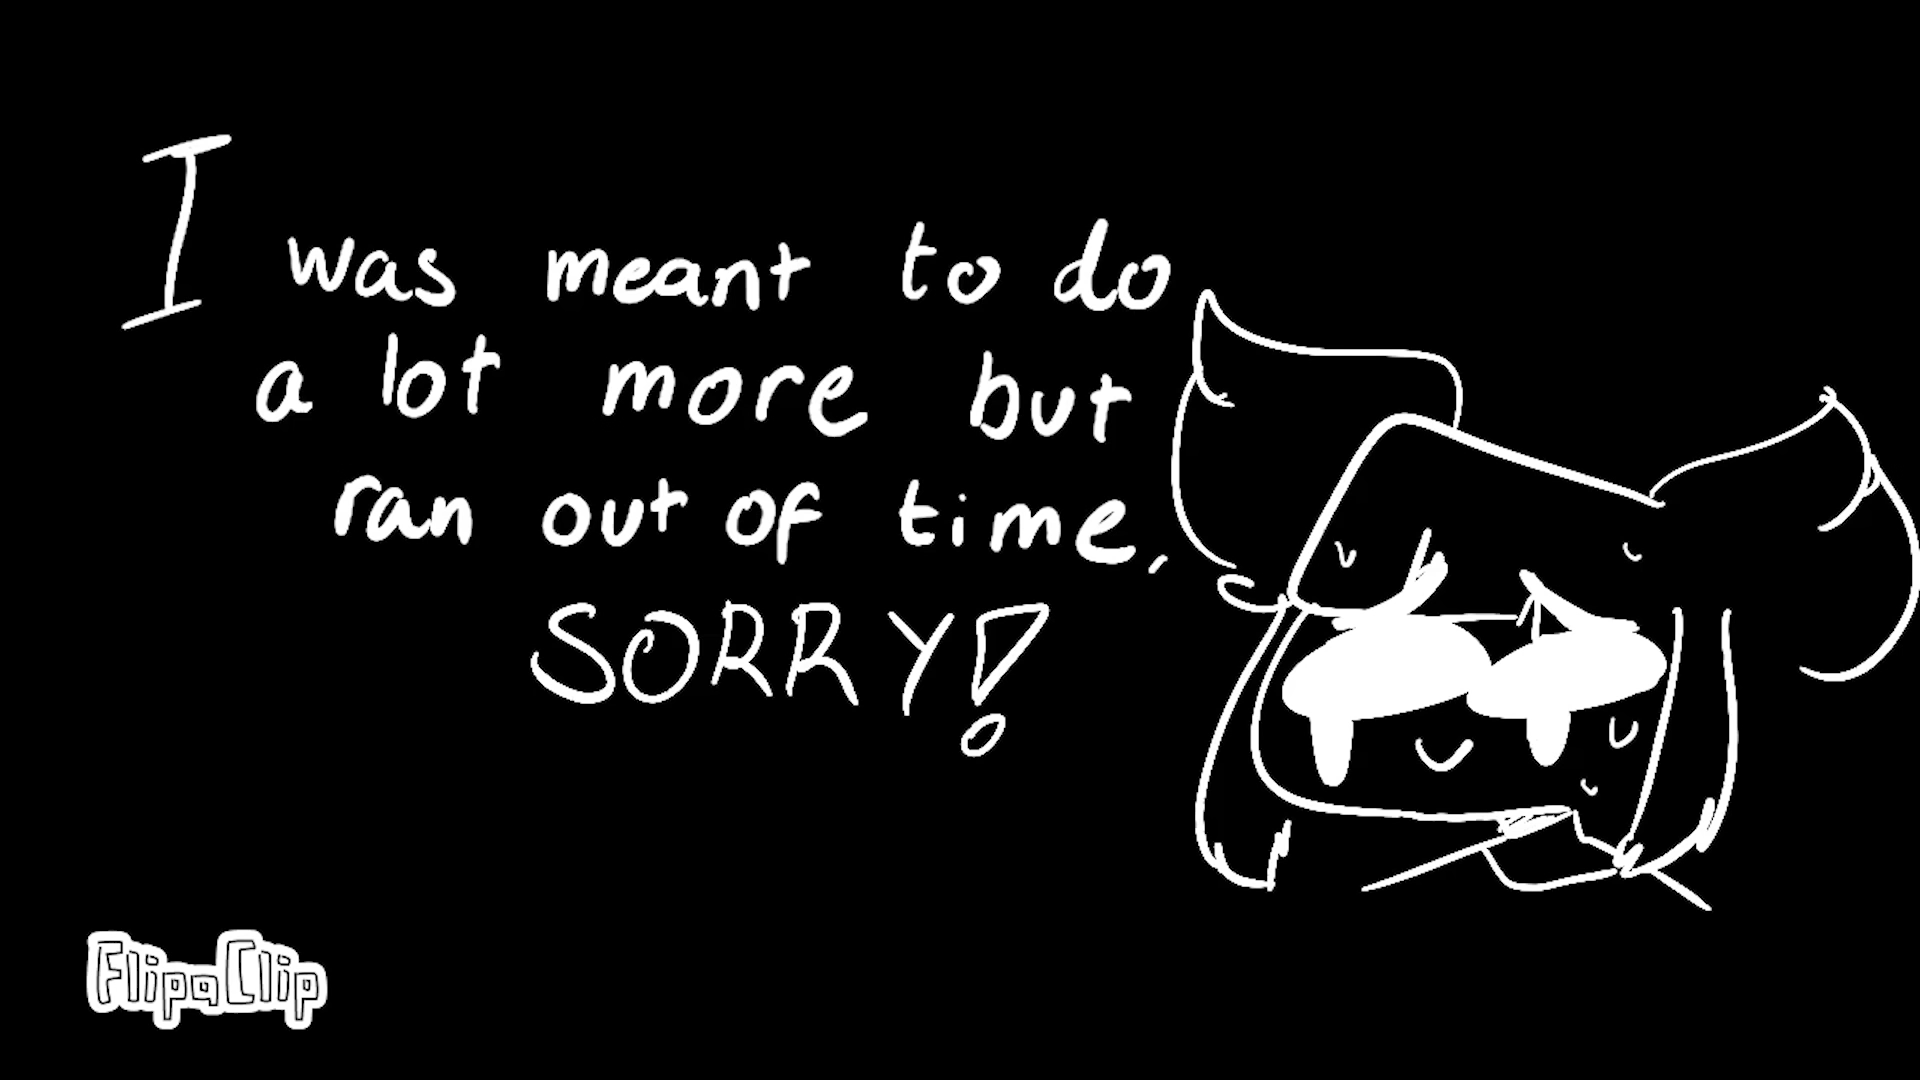 I was meant to do
a lot more but
ran out of time,
SORRY!
FlipaClip